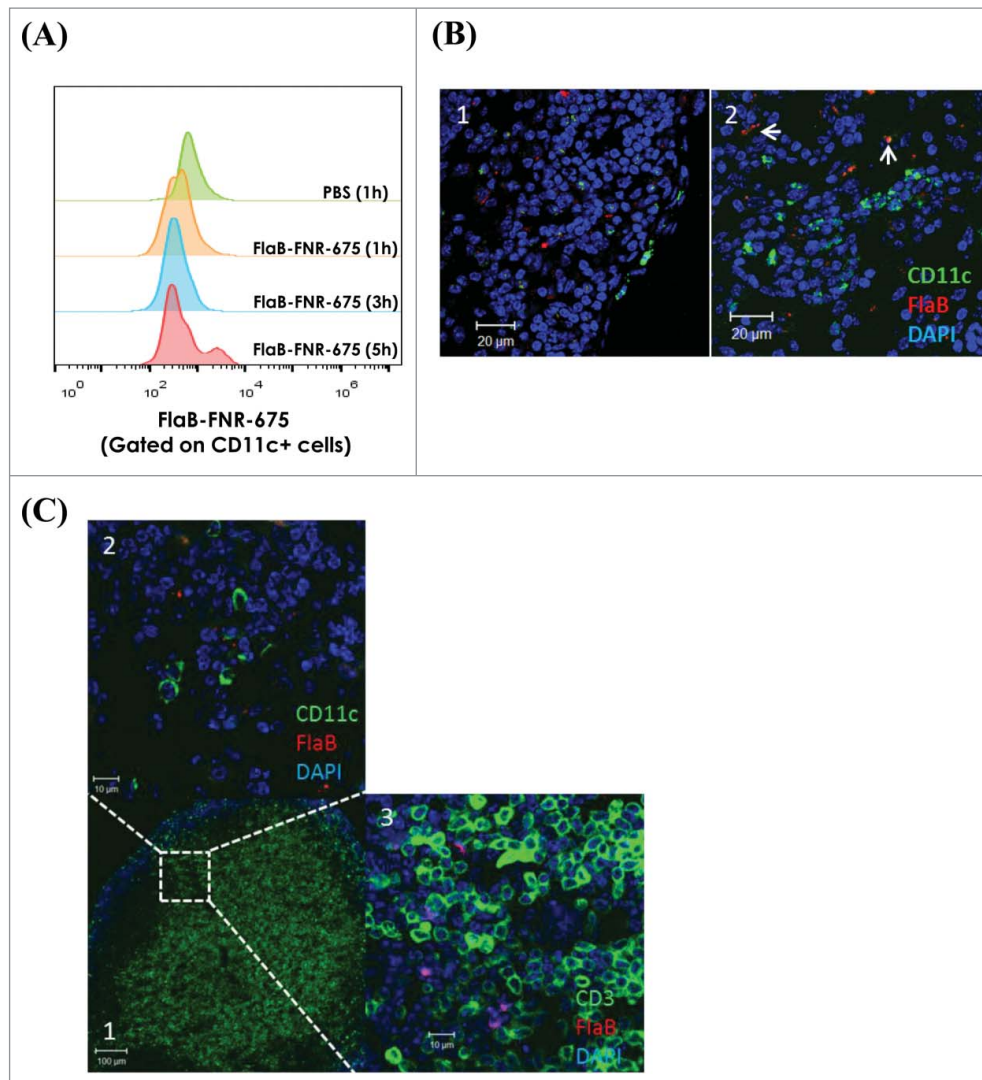 (A)
PBS (1h)
FlaB-FNR-675 (1h)
FlaB-FNR-675 (3h)
FlaB-FNR-675 (5h)
10^0 10^2 10^4 10^6
FlaB-FNR-675
(Gated on CD11c+ cells)
(B)
1
20 µm
2
20 µm
CD11c
FlaB
DAPI
(C)
2
10 µm
CD11c
FlaB
DAPI
1
100 µm
3
10 µm
CD3
FlaB
DAPI